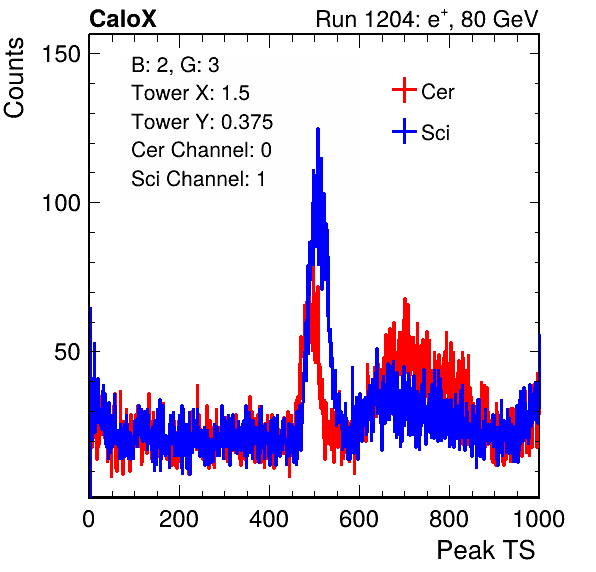 CaloX Run 1204: e⁺, 80 GeV
B: 2, G: 3
Tower X: 1.5
Tower Y: 0.375
Cer Channel: 0
Sci Channel: 1
Cer
Sci
Counts
150
100
50
0 200 400 600 800 1000
Peak TS